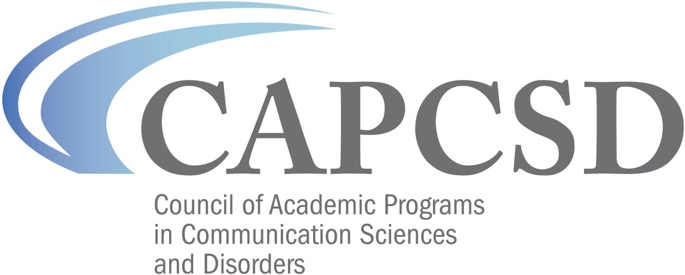 CAPCSD
Council of Academic Programs
in Communication Sciences
and Disorders